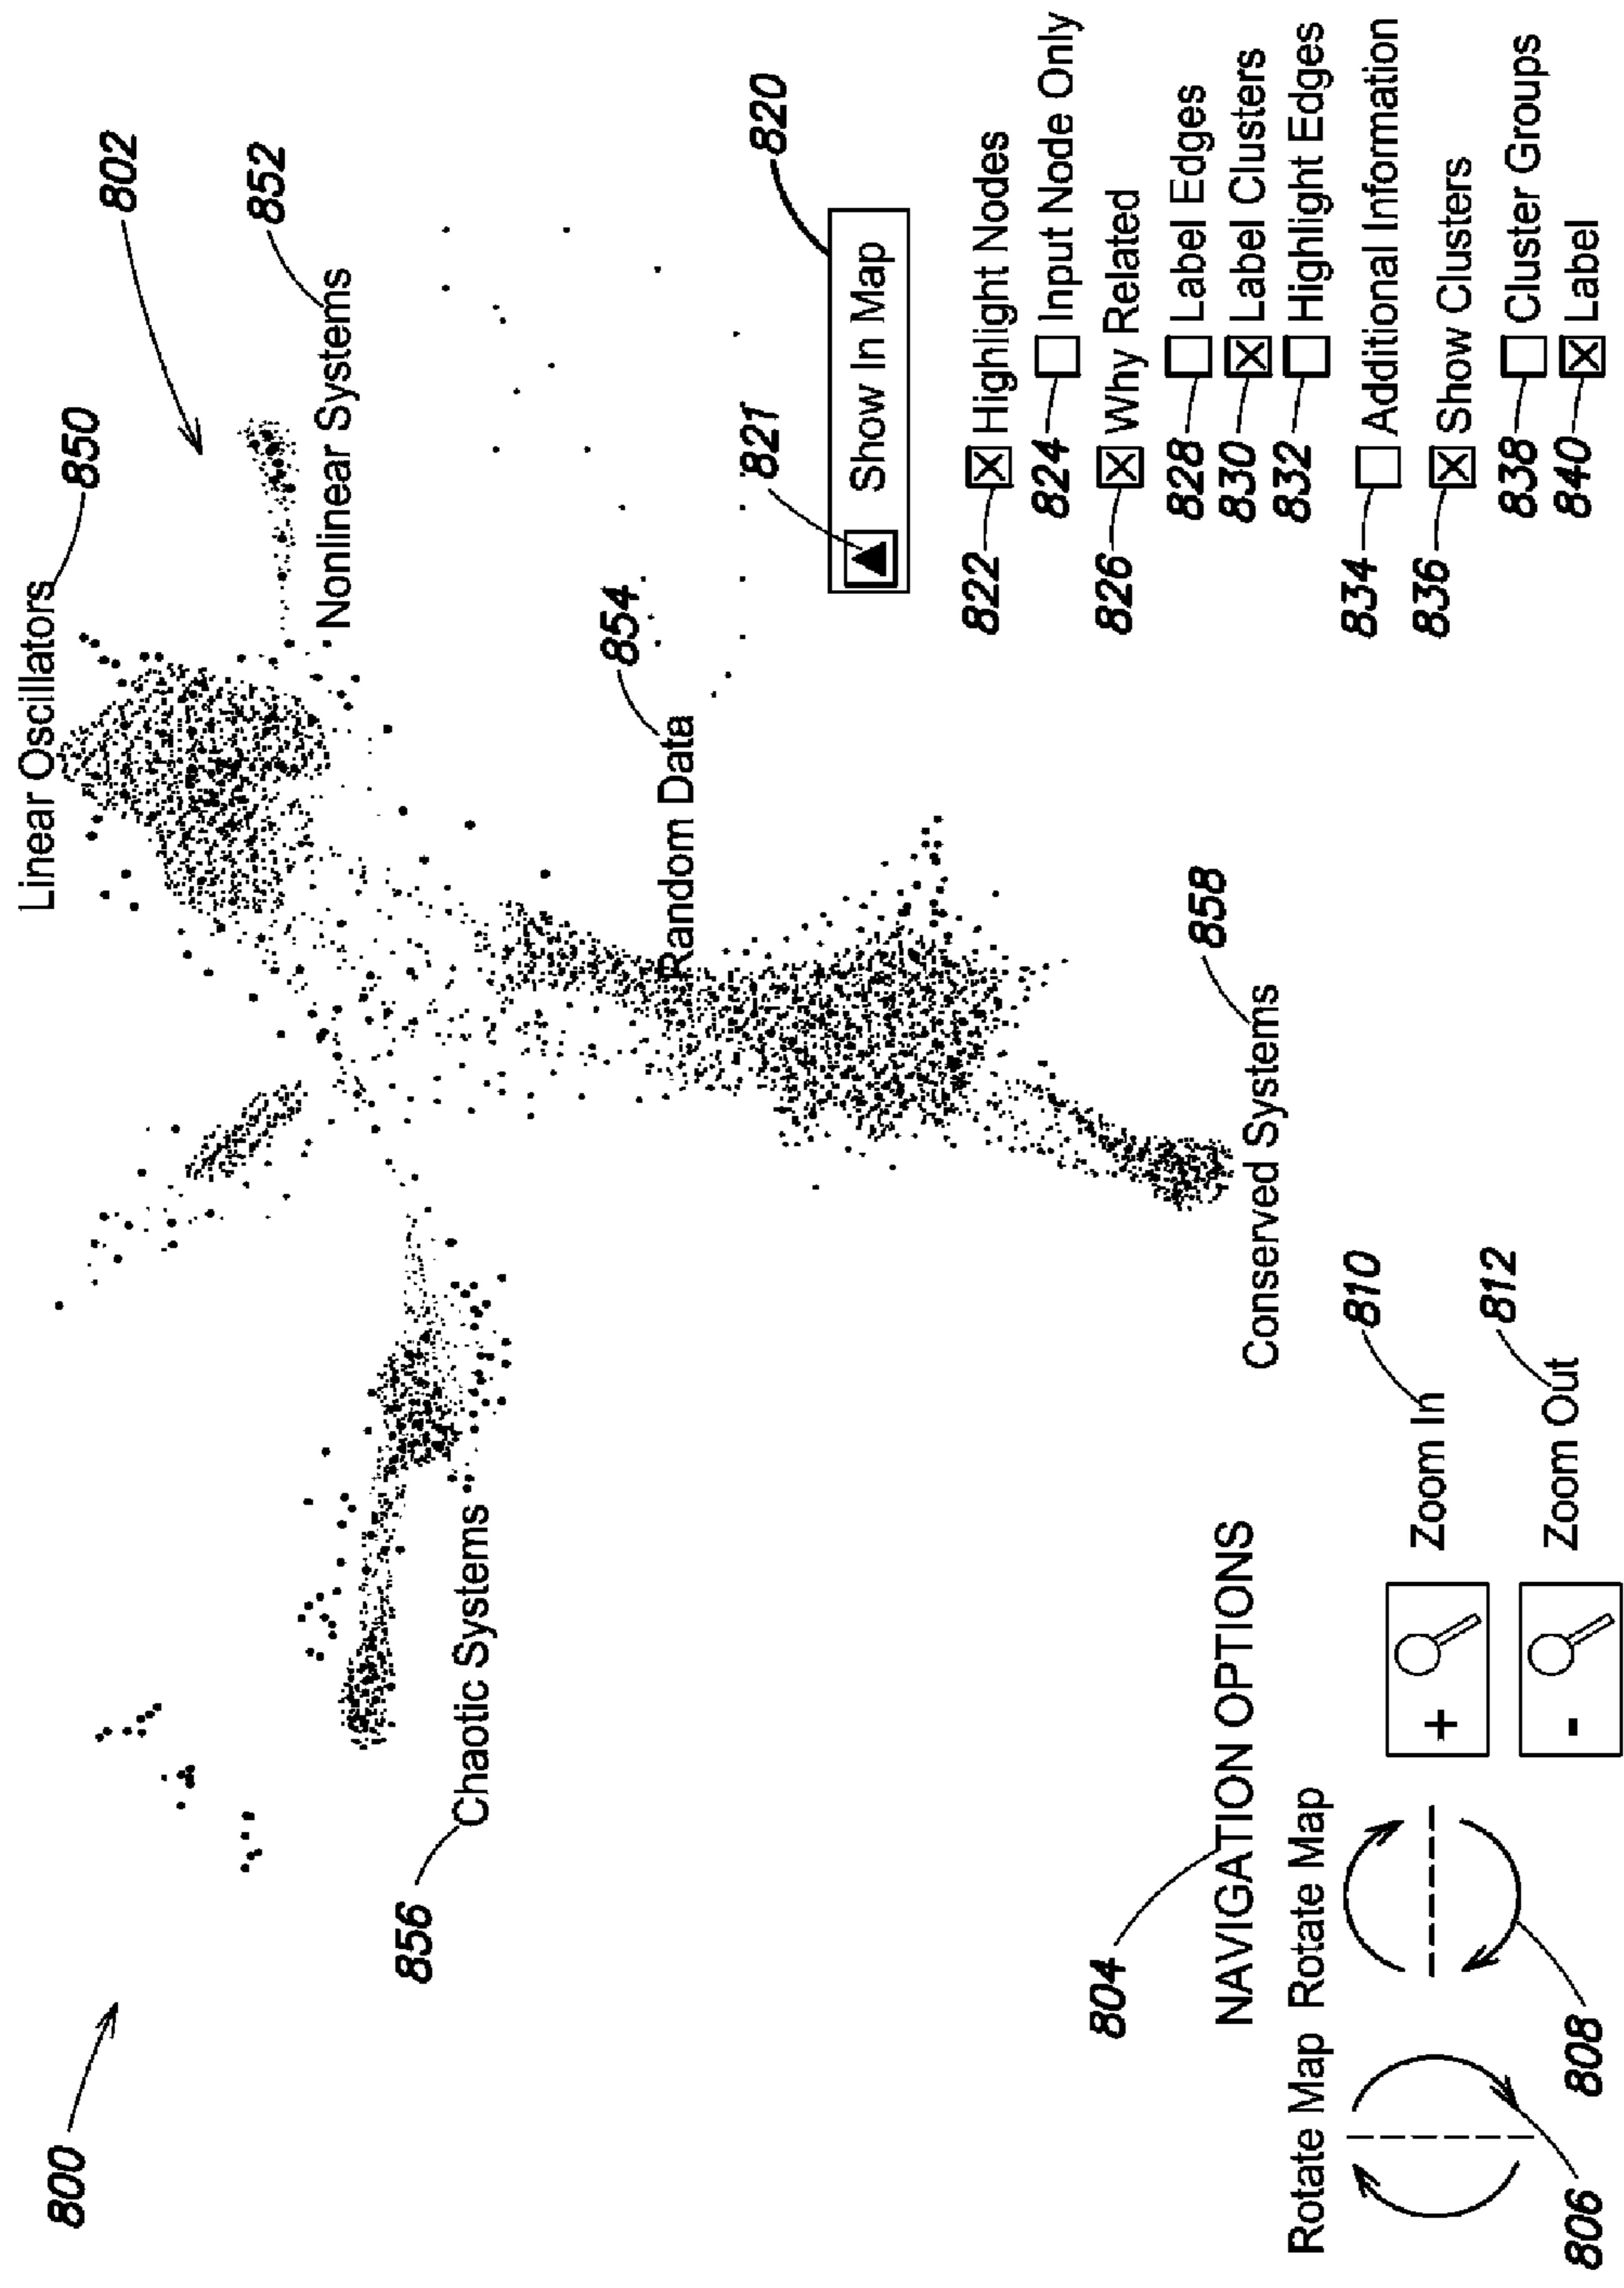 800
802
Linear Oscillators
850
Nonlinear Systems
852
Random Data
854
Chaotic Systems
856
Conserved Systems
858
804
NAVIGATION OPTIONS
Rotate Map Rotate Map
806
808
+ Zoom In
810
- Zoom Out
812
820
821
Show In Map
822 Highlight Nodes
824 Input Node Only
826 Why Related
828 Label Edges
830 Label Clusters
832 Highlight Edges
834 Additional Information
836 Show Clusters
838 Cluster Groups
840 Label